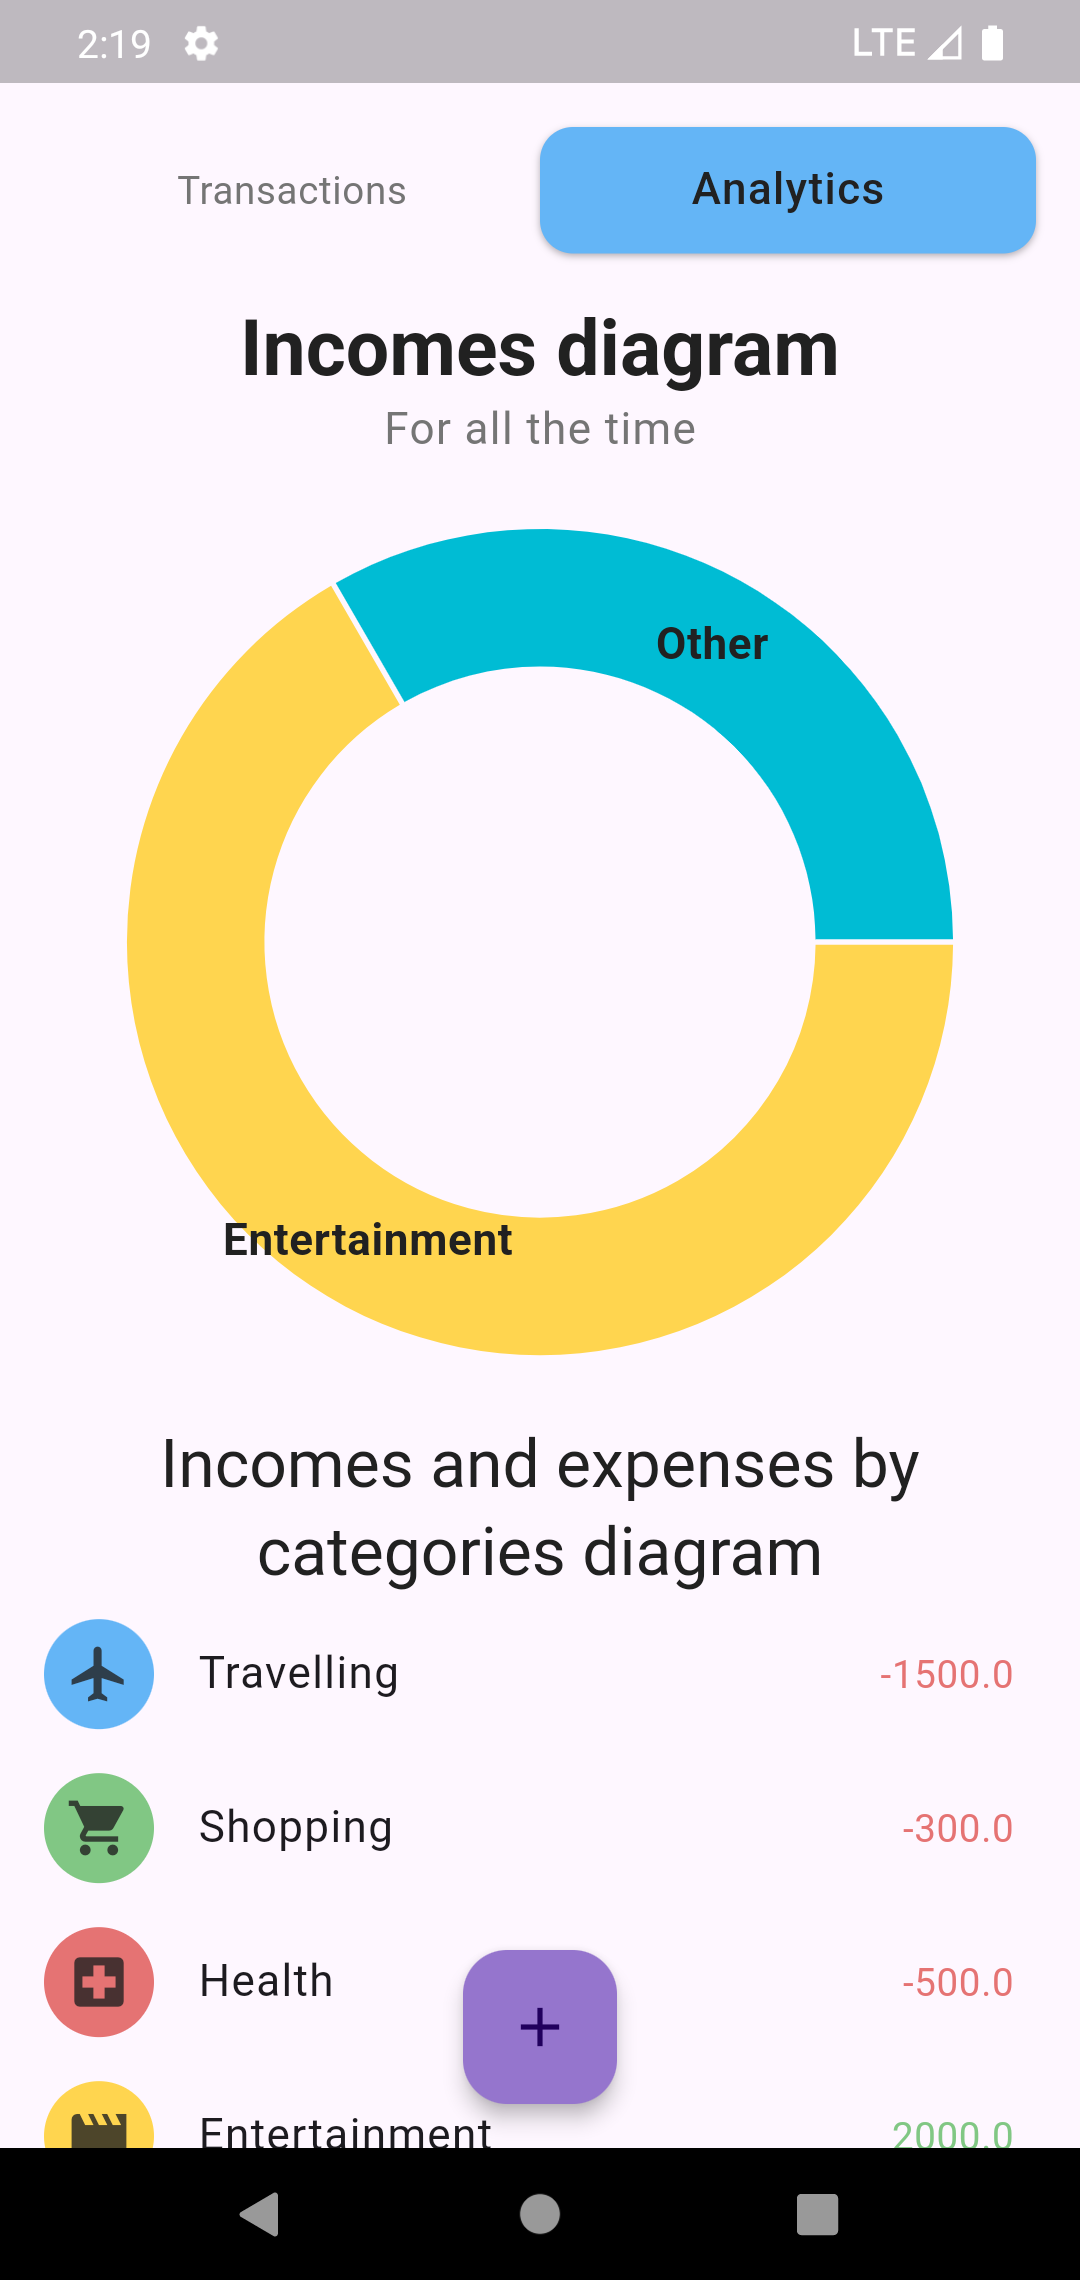 2:19 LTE
Transactions
Analytics
Incomes diagram
For all the time
Other
Entertainment
Incomes and expenses by
categories diagram
Travelling -1500.0
Shopping -300.0
Health -500.0
+
Entertainment 2000.0